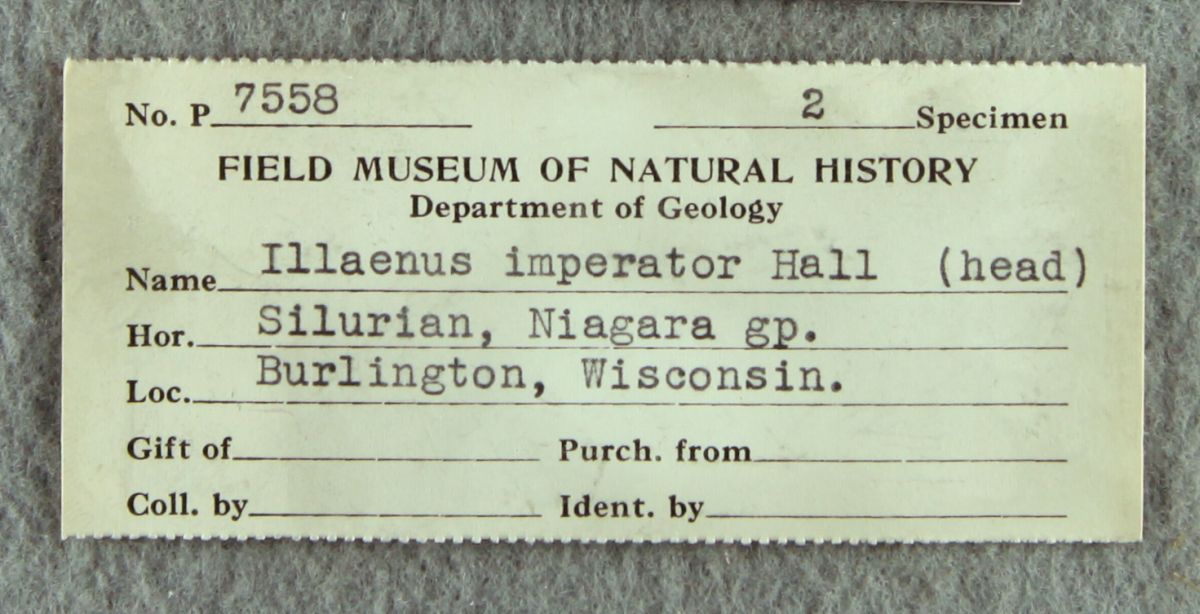 No. P 7558 2 Specimen
FIELD MUSEUM OF NATURAL HISTORY
Department of Geology
Name Illaenus imperator Hall (head)
Hor. Silurian, Niagara gp.
Loc. Burlington, Wisconsin.
Gift of Purch. from
Coll. by Ident. by